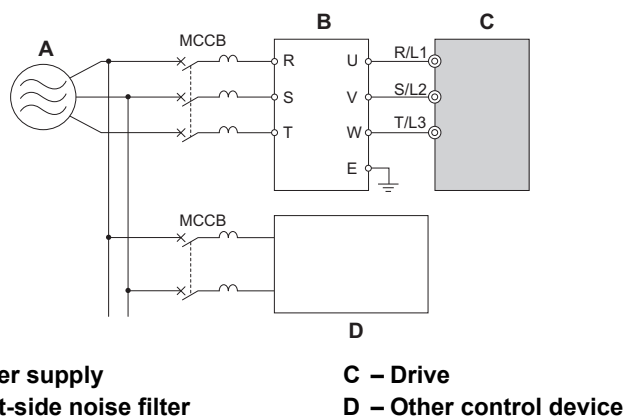 A
B
C
MCCB
R U R/L1
S V S/L2
T W T/L3
E
MCCB
D
er supply
t-side noise filter
C – Drive
D – Other control device